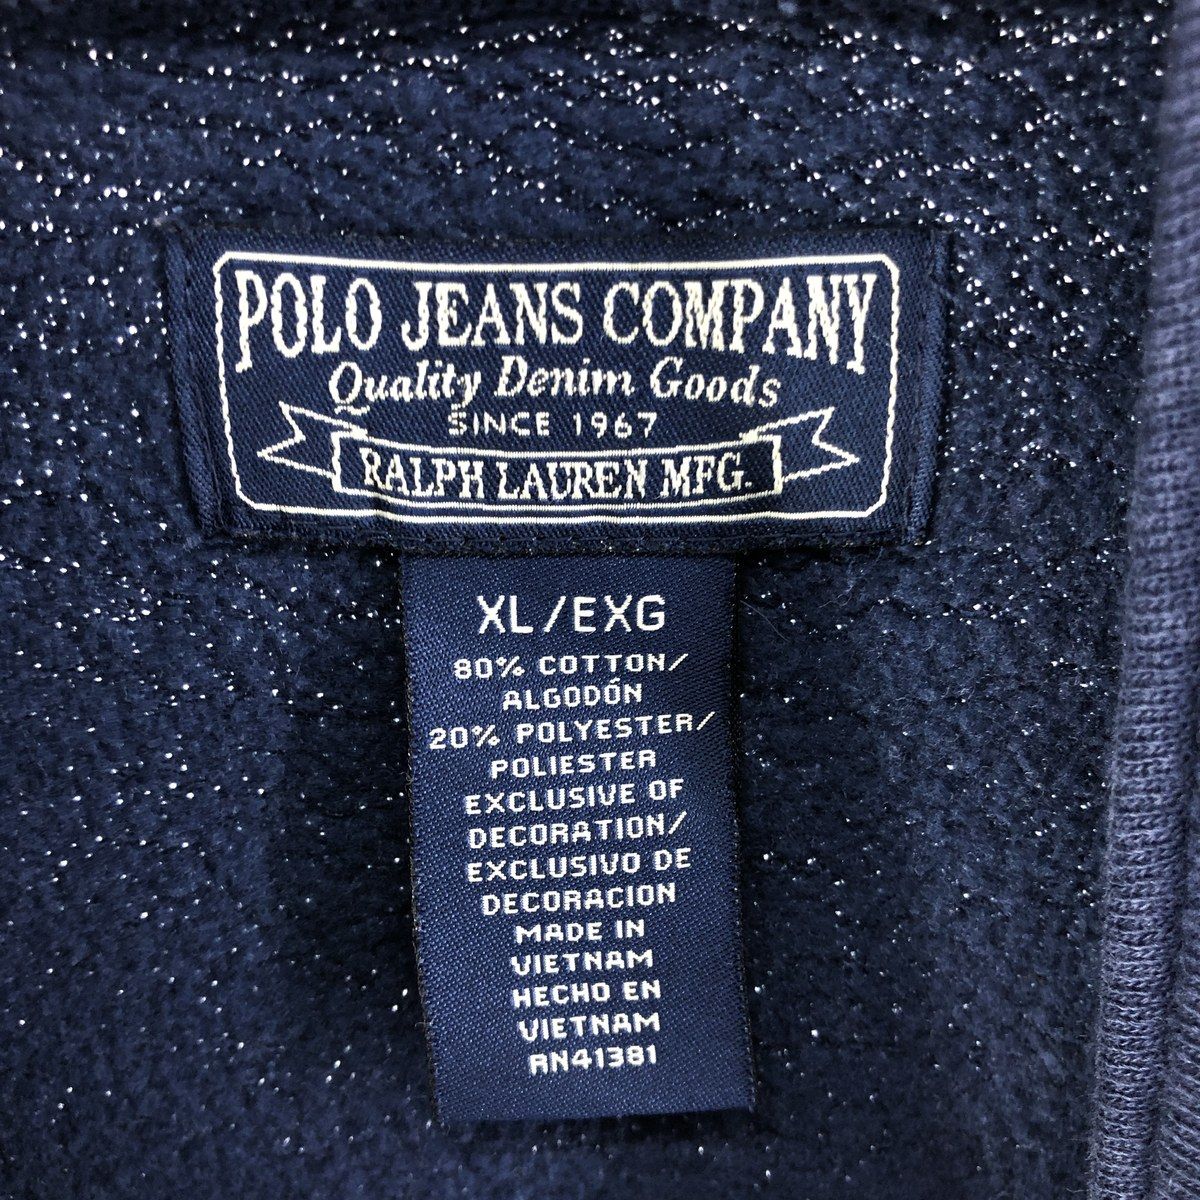 POLO JEANS COMPANY
Quality Denim Goods
SINCE 1967
RALPH LAUREN MFG.
XL/EXG
80% COTTON/
ALGODÓN
20% POLYESTER/
POLIESTER
EXCLUSIVE OF
DECORATION/
EXCLUSIVO DE
DECORACION
MADE IN
VIETNAM
HECHO EN
VIETNAM
RN41381